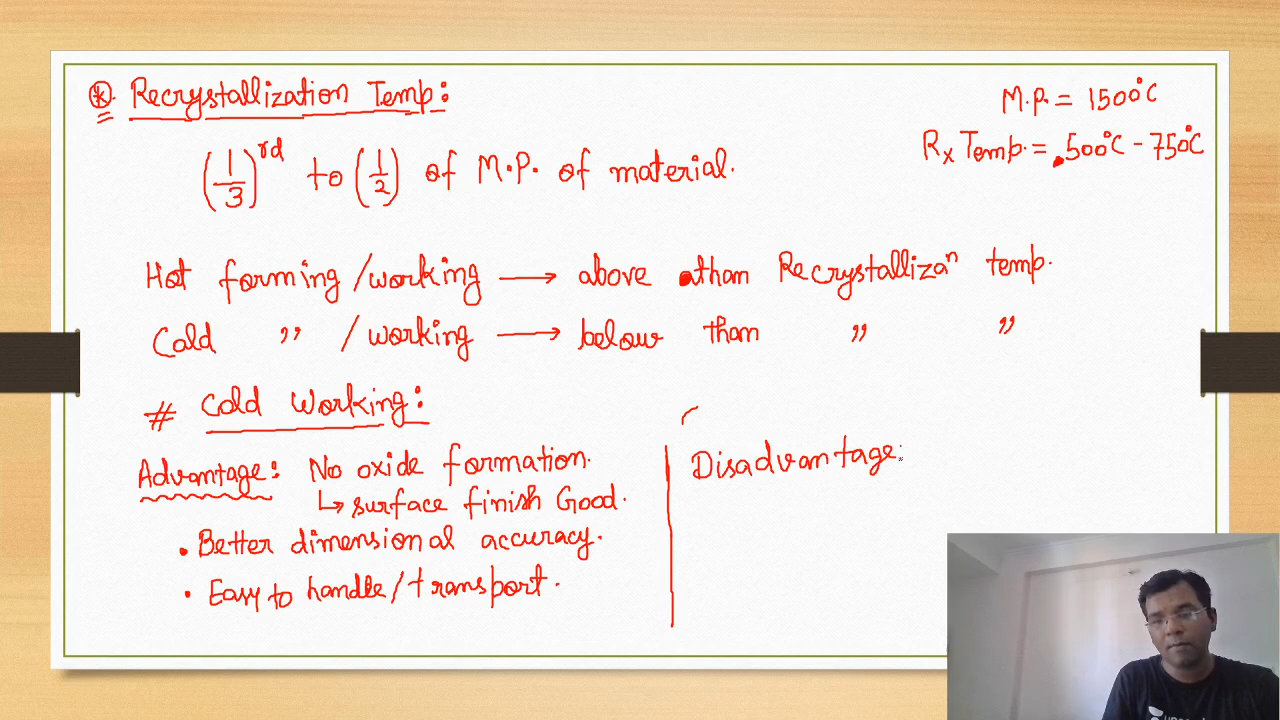 * Recrystallization Temp:
M.P. = 1500°C
Rx Temp. = 500°C - 750°C
(1/3)rd to (1/2) of M.P. of material.
Hot forming/working → above than Recrystallizaⁿ temp.
Cold " /working → below than " "
# Cold Working:
Advantage: No oxide formation.
↳ surface finish Good.
• Better dimensional accuracy.
• Easy to handle/transport.
Disadvantage: